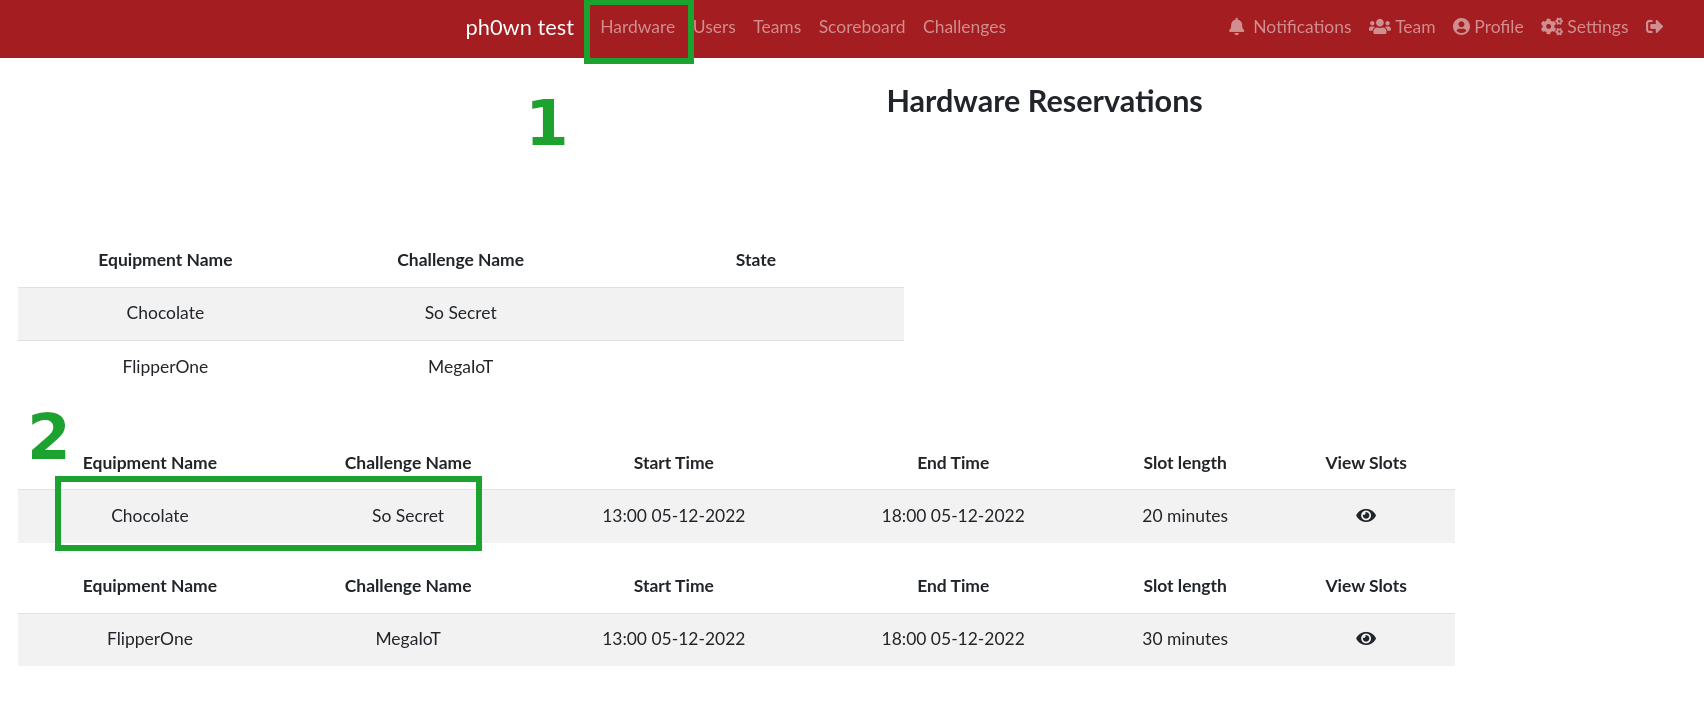 ph0wn test Hardware Users Teams Scoreboard Challenges Notifications Team Profile Settings
Hardware Reservations
1
Equipment Name Challenge Name State
Chocolate So Secret
FlipperOne MegaIoT
2
Equipment Name Challenge Name Start Time End Time Slot length View Slots
Chocolate So Secret 13:00 05-12-2022 18:00 05-12-2022 20 minutes
Equipment Name Challenge Name Start Time End Time Slot length View Slots
FlipperOne MegaIoT 13:00 05-12-2022 18:00 05-12-2022 30 minutes